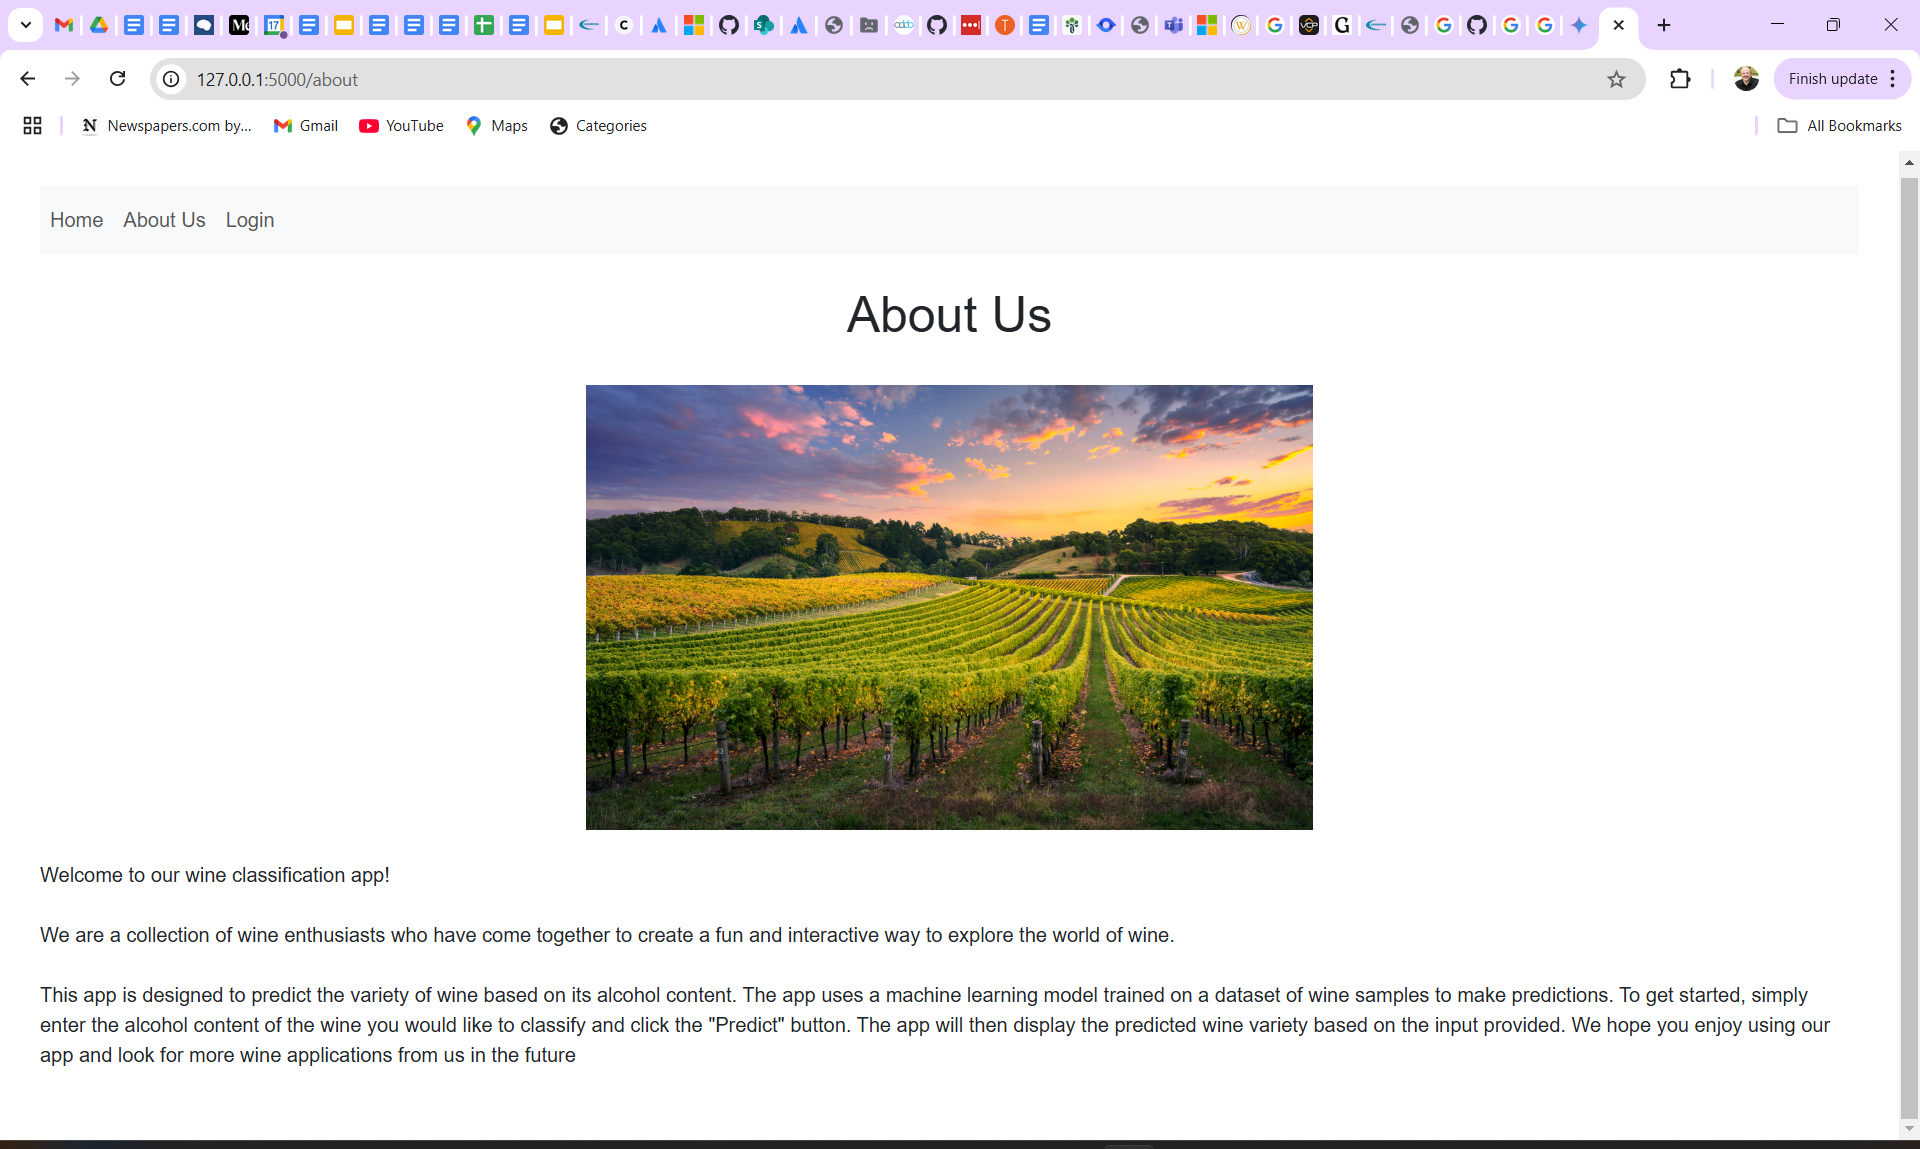 127.0.0.1:5000/about
Finish update
Newspapers.com by... Gmail YouTube Maps Categories All Bookmarks
Home About Us Login
About Us
Welcome to our wine classification app!
We are a collection of wine enthusiasts who have come together to create a fun and interactive way to explore the world of wine.
This app is designed to predict the variety of wine based on its alcohol content. The app uses a machine learning model trained on a dataset of wine samples to make predictions. To get started, simply
enter the alcohol content of the wine you would like to classify and click the "Predict" button. The app will then display the predicted wine variety based on the input provided. We hope you enjoy using our
app and look for more wine applications from us in the future